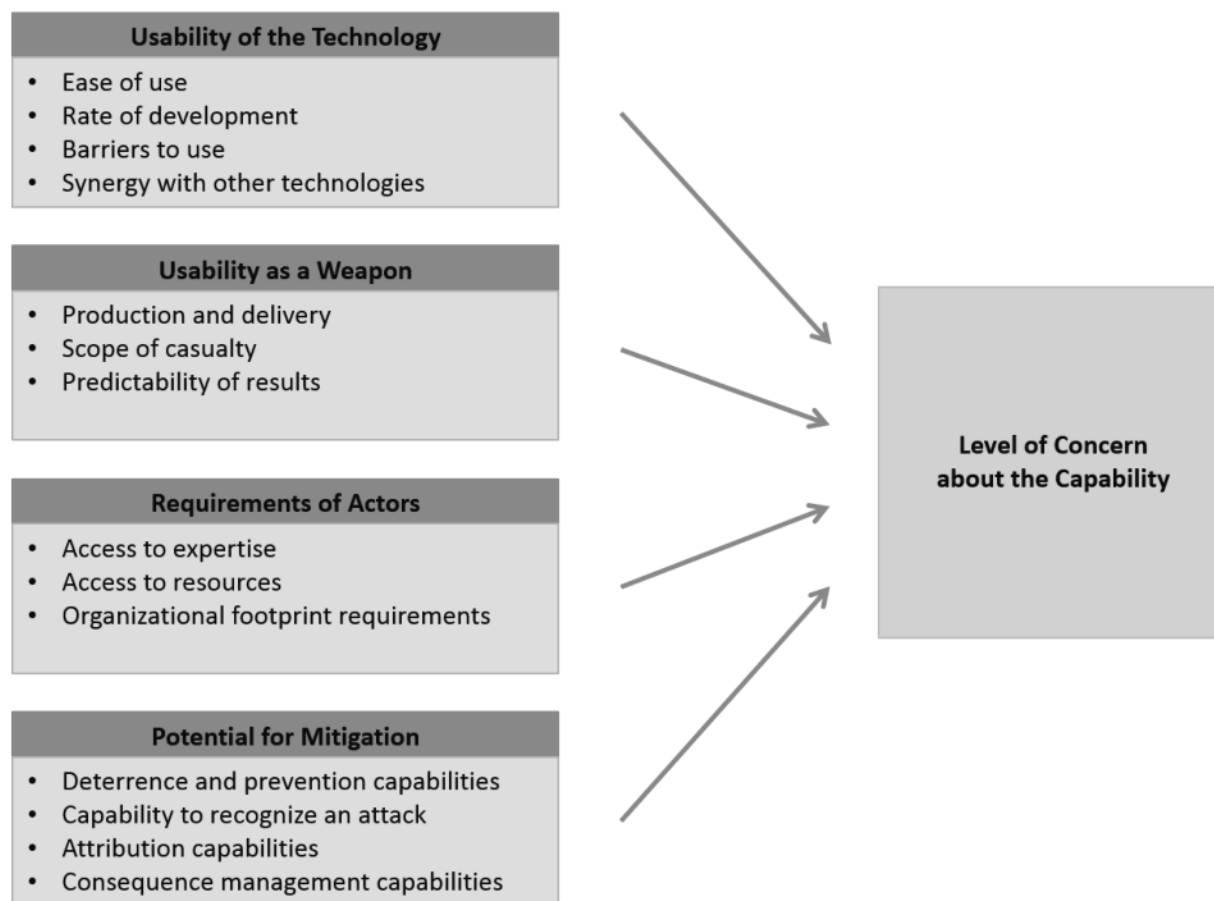 Usability of the Technology
• Ease of use
• Rate of development
• Barriers to use
• Synergy with other technologies
Usability as a Weapon
• Production and delivery
• Scope of casualty
• Predictability of results
Requirements of Actors
• Access to expertise
• Access to resources
• Organizational footprint requirements
Potential for Mitigation
• Deterrence and prevention capabilities
• Capability to recognize an attack
• Attribution capabilities
• Consequence management capabilities
Level of Concern
about the Capability